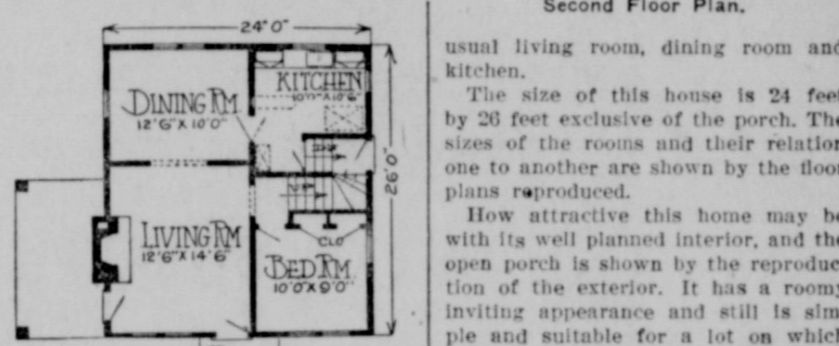 24'0"
DINING RM.
12'6" X 10'0"
KITCHEN
26'0"
LIVING RM
12'6" X 14'6"
CLO
BED RM.
10'0" X 9'0"
Second Floor Plan.
usual living room, dining room and
kitchen.
The size of this house is 24 feet
by 26 feet exclusive of the porch. The
sizes of the rooms and their relation
one to another are shown by the floor
plans reproduced.
How attractive this home may be
with its well planned interior, and the
open porch is shown by the reproduc
tion of the exterior. It has a roomy
inviting appearance and still is sim
ple and suitable for a lot on which